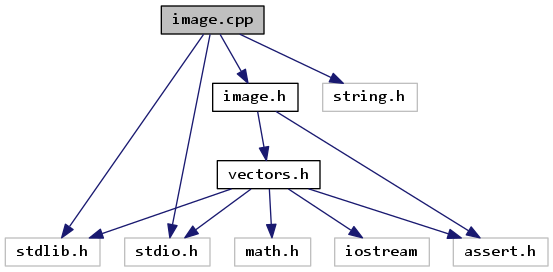 image.cpp
image.h
string.h
vectors.h
stdlib.h
stdio.h
math.h
iostream
assert.h